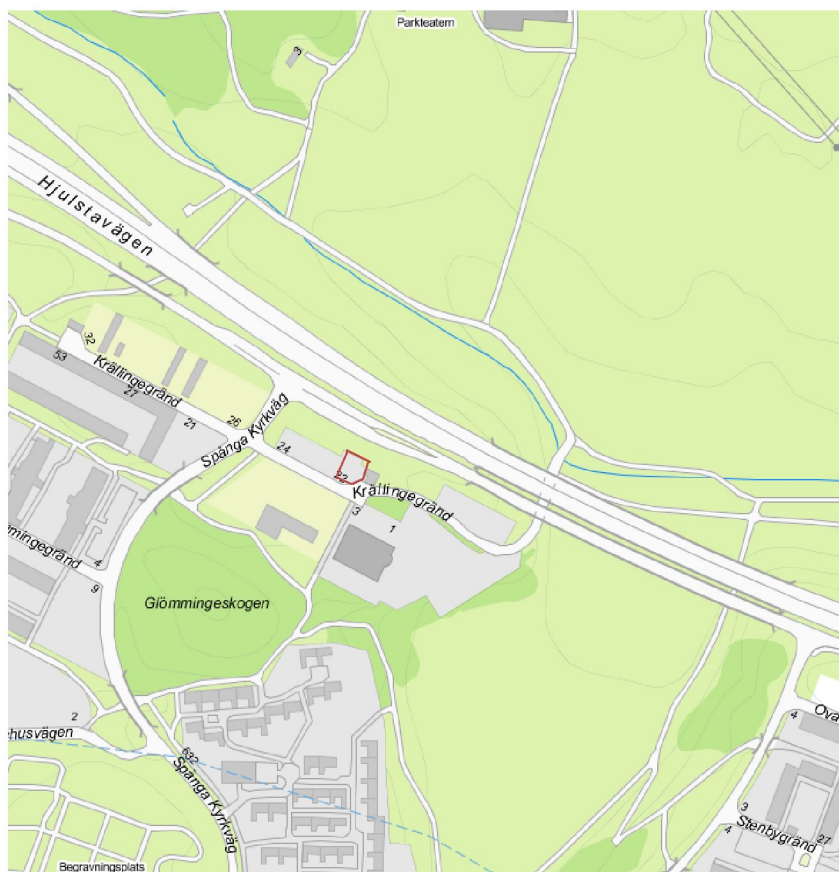 Parkteatern
3
Hjulstavägen
32
53
Krällingegränd
27
21
26
Spånga Kyrkväg
24
22
Krällingegränd
3
1
mmingegränd
4
9
Glömmingeskogen
2
husvägen
632
Spånga Kyrkväg
4
Ova
3
4
Stenbygränd
27
Begravningsplats